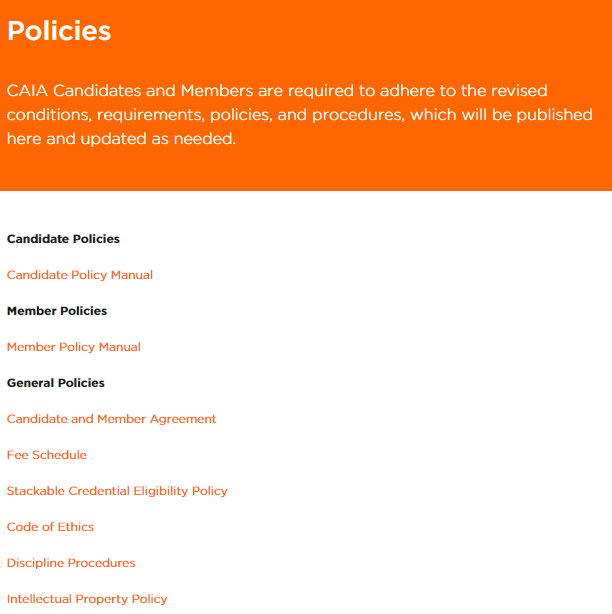 Policies
CAIA Candidates and Members are required to adhere to the revised
conditions, requirements, policies, and procedures, which will be published
here and updated as needed.
Candidate Policies
Candidate Policy Manual
Member Policies
Member Policy Manual
General Policies
Candidate and Member Agreement
Fee Schedule
Stackable Credential Eligibility Policy
Code of Ethics
Discipline Procedures
Intellectual Property Policy